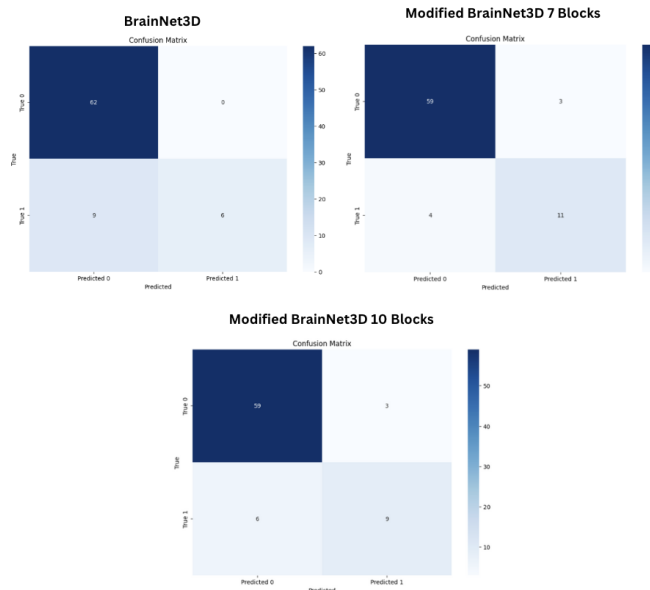 BrainNet3D
Confusion Matrix
True 0
True 1
True
62
0
9
6
Predicted 0
Predicted 1
Predicted
60
50
40
30
20
10
0
Modified BrainNet3D 7 Blocks
Confusion Matrix
True 0
True 1
True
59
3
4
11
Predicted 0
Predicted 1
Predicted
Modified BrainNet3D 10 Blocks
Confusion Matrix
True 0
True 1
True
59
3
6
9
Predicted 0
Predicted 1
Predicted
50
40
30
20
10